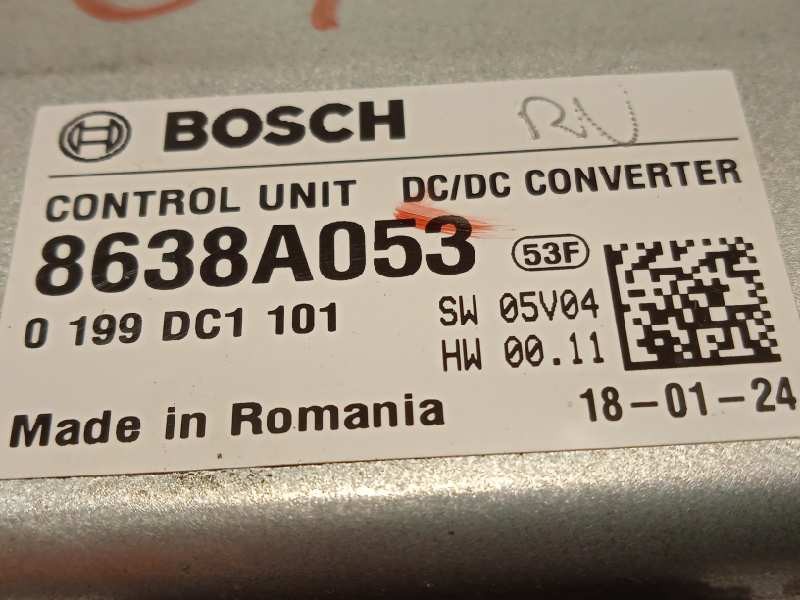 BOSCH
RN
CONTROL UNIT DC/DC CONVERTER
8638A053 53F
0 199 DC1 101 SW 05V04
HW 00.11
Made in Romania 18-01-24